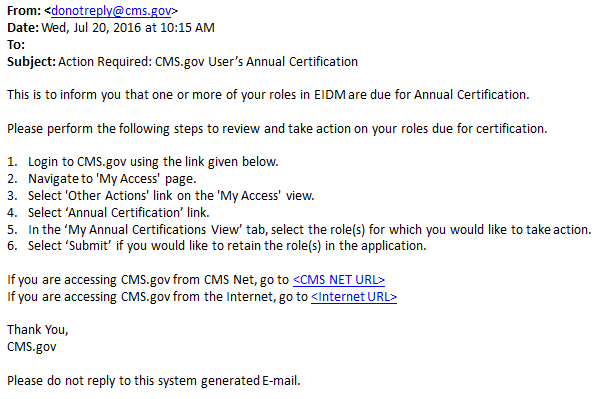 From: <donotreply@cms.gov>
Date: Wed, Jul 20, 2016 at 10:15 AM
To:
Subject: Action Required: CMS.gov User’s Annual Certification
This is to inform you that one or more of your roles in EIDM are due for Annual Certification.
Please perform the following steps to review and take action on your roles due for certification.
1. Login to CMS.gov using the link given below.
2. Navigate to 'My Access' page.
3. Select 'Other Actions' link on the 'My Access' view.
4. Select ‘Annual Certification’ link.
5. In the ‘My Annual Certifications View’ tab, select the role(s) for which you would like to take action.
6. Select ‘Submit’ if you would like to retain the role(s) in the application.
If you are accessing CMS.gov from CMS Net, go to <CMS NET URL>
If you are accessing CMS.gov from the Internet, go to <Internet URL>
Thank You,
CMS.gov
Please do not reply to this system generated E-mail.